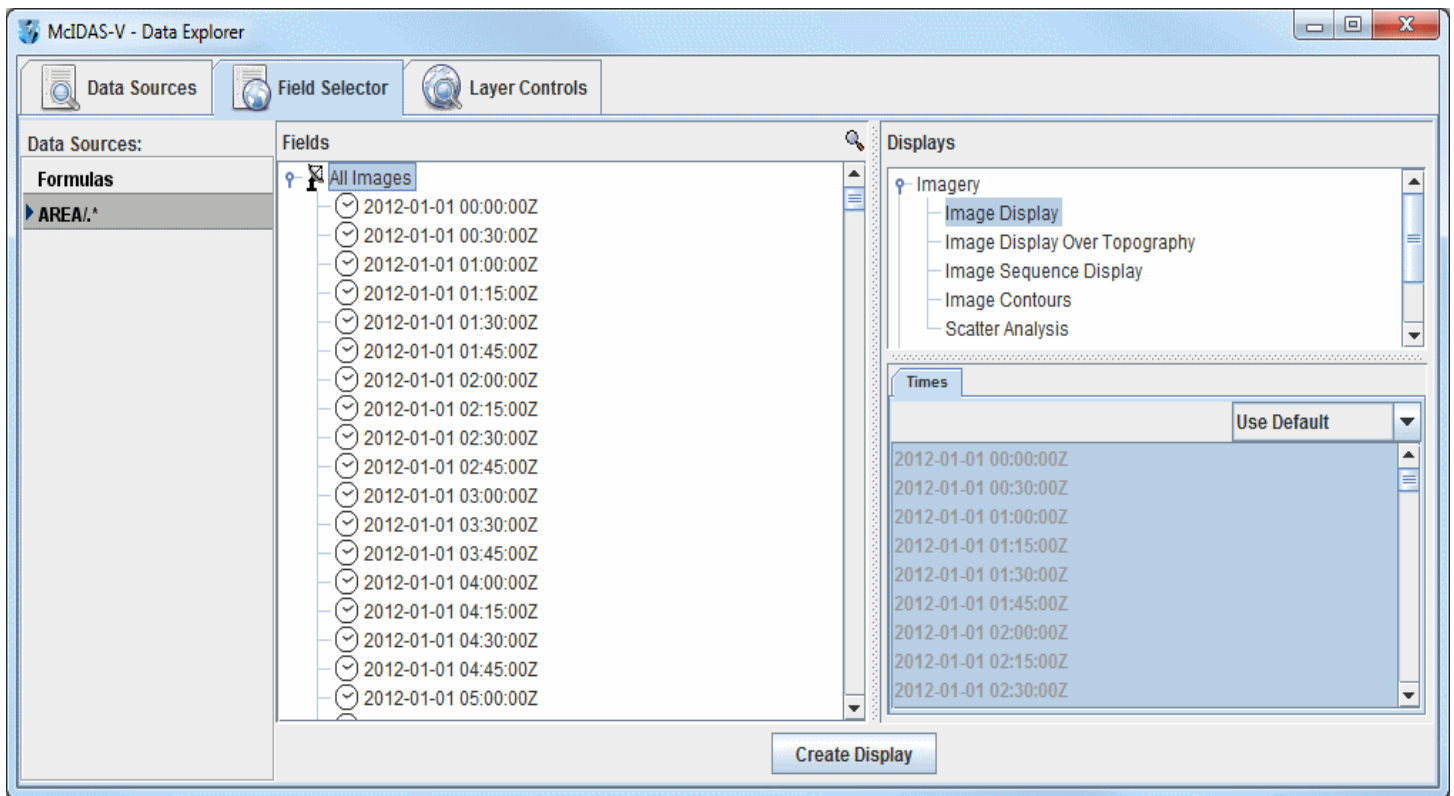 McIDAS-V - Data Explorer
Data Sources
Field Selector
Layer Controls
Data Sources:
Formulas
AREA/.*
Fields
All Images
2012-01-01 00:00:00Z
2012-01-01 00:30:00Z
2012-01-01 01:00:00Z
2012-01-01 01:15:00Z
2012-01-01 01:30:00Z
2012-01-01 01:45:00Z
2012-01-01 02:00:00Z
2012-01-01 02:15:00Z
2012-01-01 02:30:00Z
2012-01-01 02:45:00Z
2012-01-01 03:00:00Z
2012-01-01 03:30:00Z
2012-01-01 03:45:00Z
2012-01-01 04:00:00Z
2012-01-01 04:15:00Z
2012-01-01 04:30:00Z
2012-01-01 04:45:00Z
2012-01-01 05:00:00Z
Displays
Imagery
Image Display
Image Display Over Topography
Image Sequence Display
Image Contours
Scatter Analysis
Times
Use Default
2012-01-01 00:00:00Z
2012-01-01 00:30:00Z
2012-01-01 01:00:00Z
2012-01-01 01:15:00Z
2012-01-01 01:30:00Z
2012-01-01 01:45:00Z
2012-01-01 02:00:00Z
2012-01-01 02:15:00Z
2012-01-01 02:30:00Z
Create Display